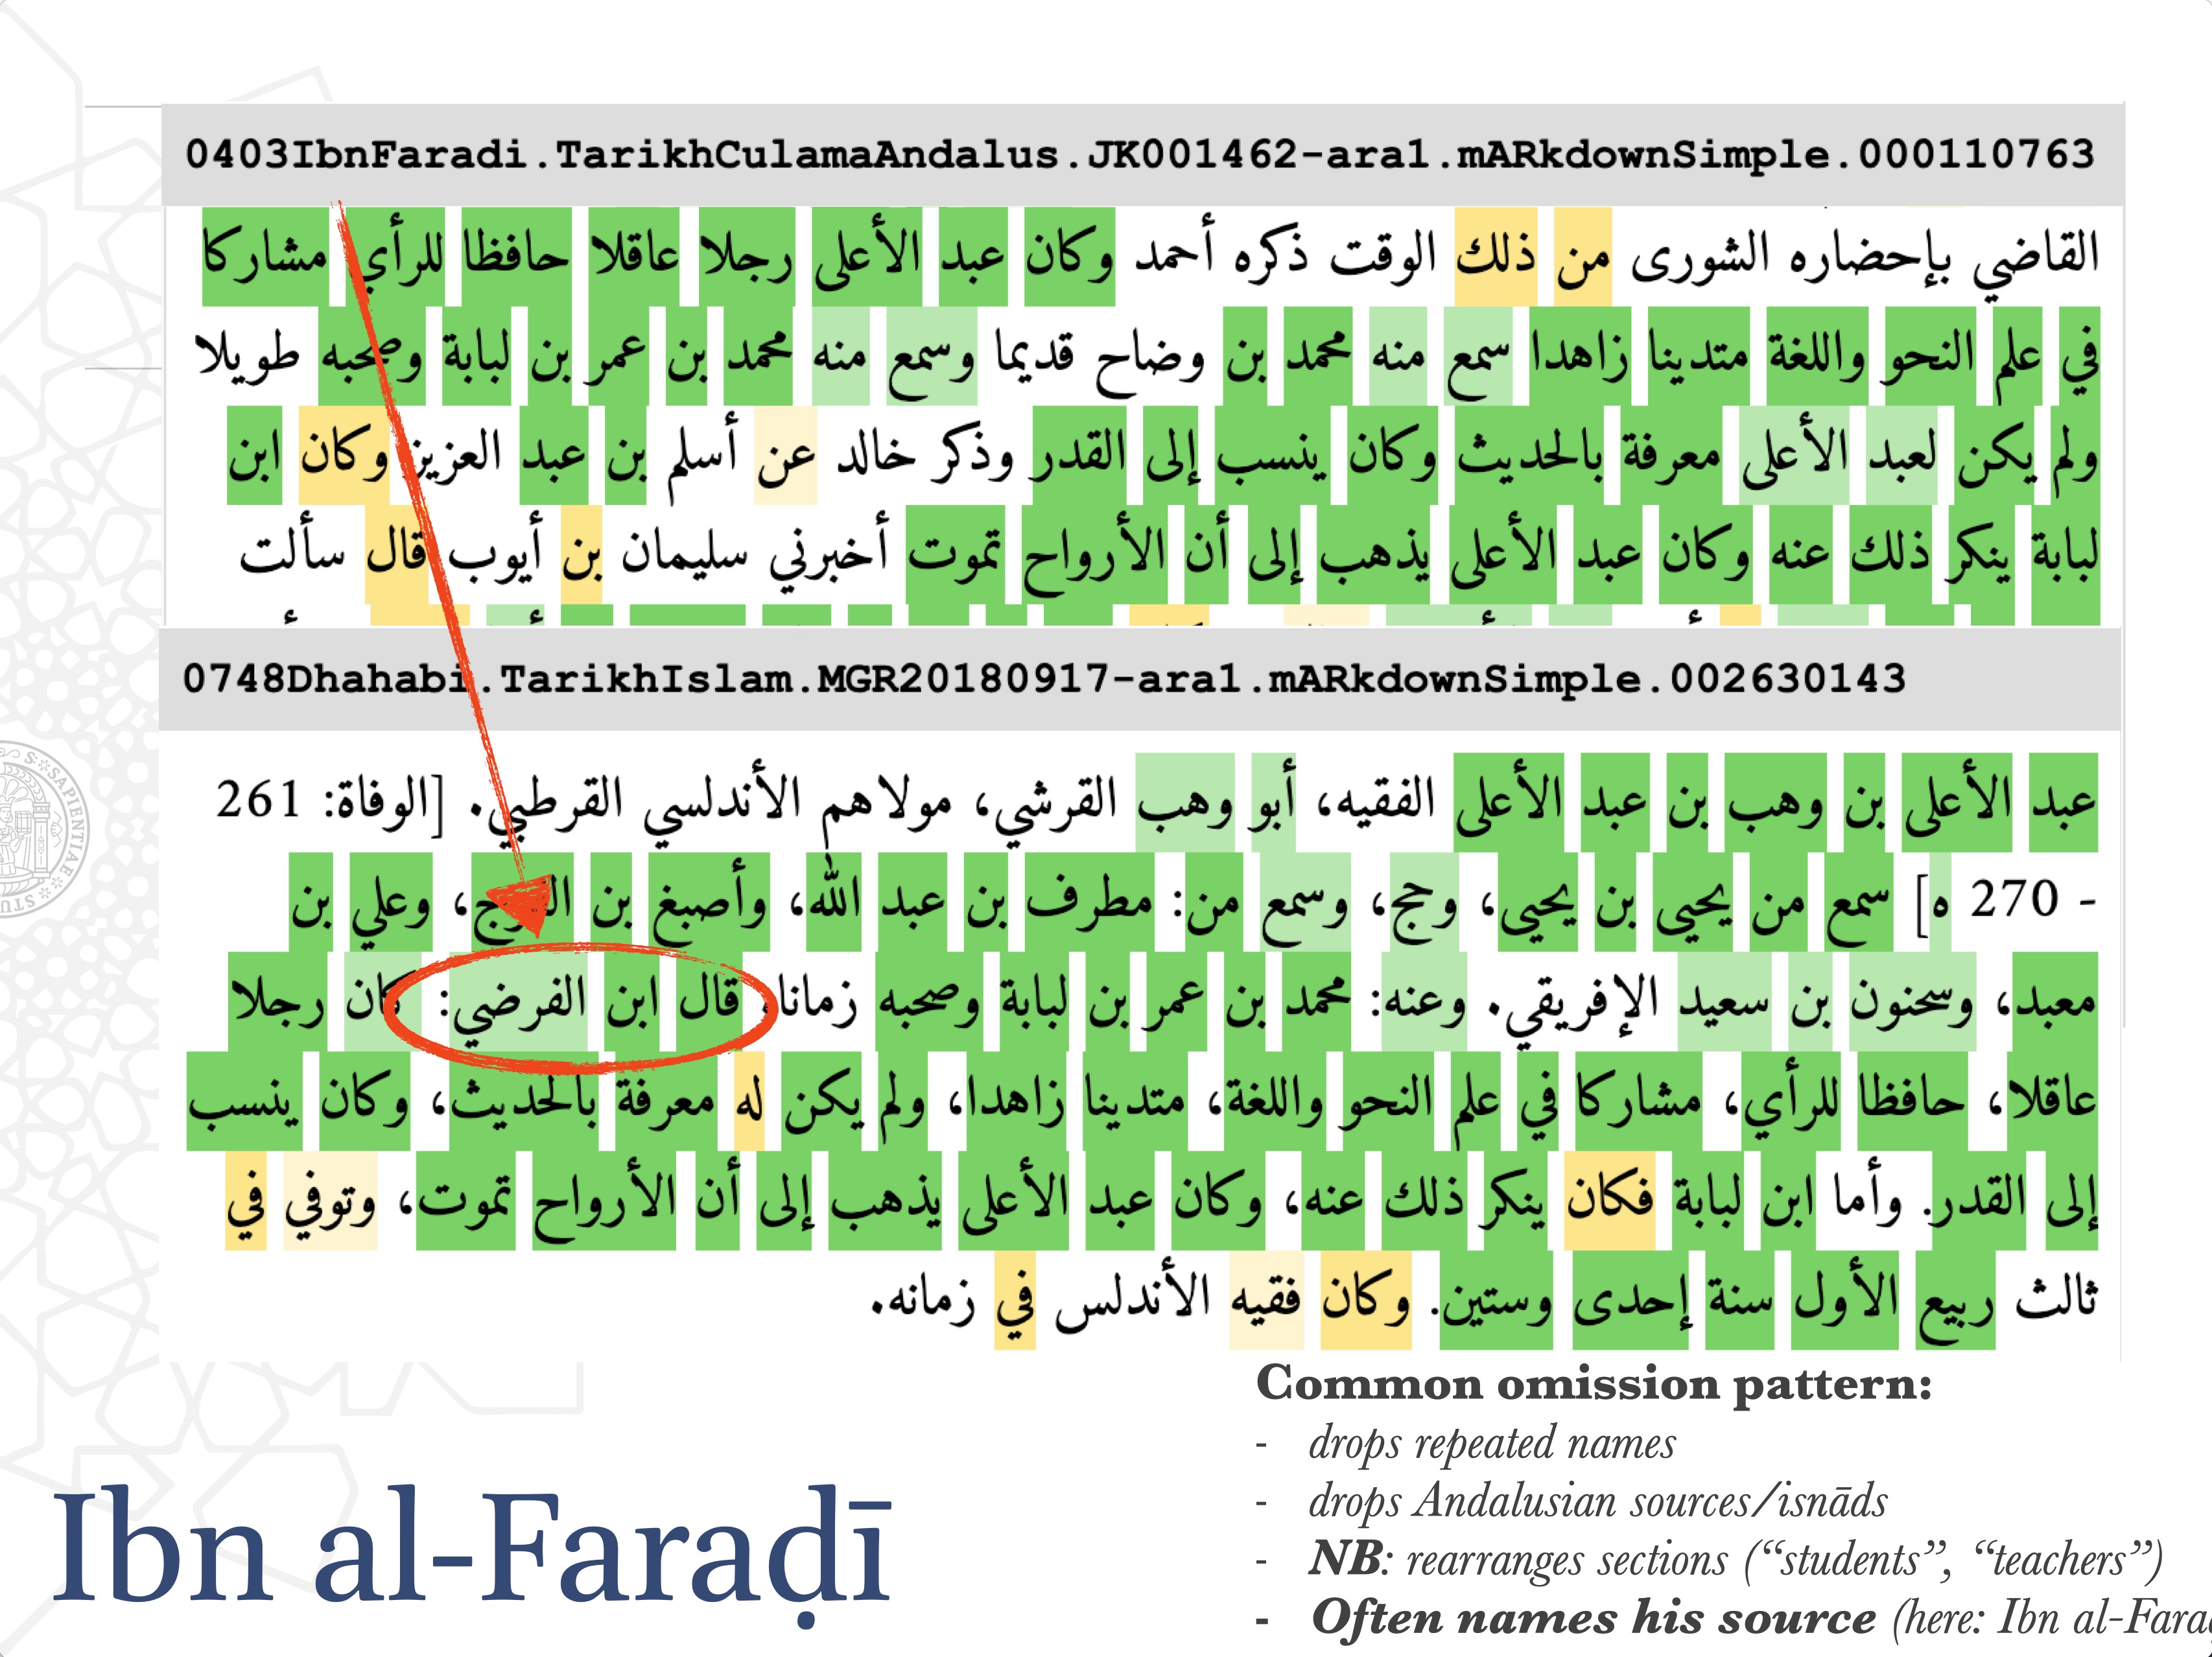 0403IbnFaradi.TarikhCulamaAndalus.JK001462-ara1.mARkdownSimple.000110763
القاضي بإحضاره الشورى من ذلك الوقت ذكره أحمد وكان عبد الأعلى رجلا عاقلا حافظا للرأي مشاركا
في علم النحو واللغة متدينا زاهدا سمع منه محمد بن وضاح قديما وسمع منه محمد بن عمر بن لبابة وصحبه طويلا
ولم يكن لعبد الأعلى معرفة بالحديث وكان ينسب إلى القدر وذكر خالد عن أسلم بن عبد العزيز وكان ابن
لبابة ينكر ذلك عنه وكان عبد الأعلى يذهب إلى أن الأرواح تموت أخبرني سليمان بن أيوب قال سألت
0748Dhahabi.TarikhIslam.MGR20180917-ara1.mARkdownSimple.002630143
عبد الأعلى بن وهب بن عبد الأعلى الفقيه، أبو وهب القرشي، مولاهم الأندلسي القرطبي. [الوفاة: 261
- 270 ه] سمع من يحيى بن يحيى، وحج، وسمع من: مطرف بن عبد الله، وأصبغ بن الفرج، وعلي بن
معبد، وسحنون بن سعيد الإفريقي. وعنه: محمد بن عمر بن لبابة وصحبه زمانا، قال ابن الفرضي: كان رجلا
عاقلا، حافظا للرأي، مشاركا في علم النحو واللغة، متدينا زاهدا، ولم يكن له معرفة بالحديث، وكان ينسب
إلى القدر. وأما ابن لبابة فكان ينكر ذلك عنه، وكان عبد الأعلى يذهب إلى أن الأرواح تموت، وتوفي في
ثالث ربيع الأول سنة إحدى وستين. وكان فقيه الأندلس في زمانه.
Common omission pattern:
- drops repeated names
- drops Andalusian sources/isnāds
- NB: rearranges sections (“students”, “teachers”)
- Often names his source (here: Ibn
Ibn al-Faraḍī